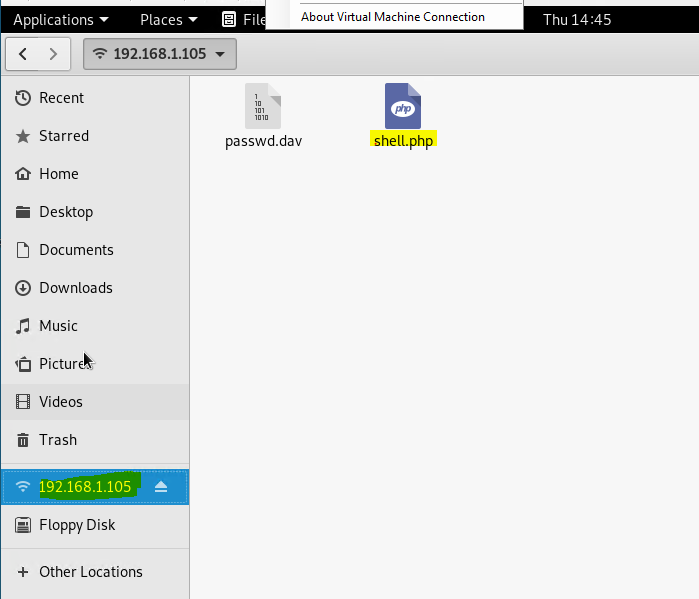 About Virtual Machine Connection
Applications Places File Thu 14:45
192.168.1.105
Recent
Starred
Home
Desktop
Documents
Downloads
Music
Pictures
Videos
Trash
192.168.1.105
Floppy Disk
Other Locations
1
10
101
1010
passwd.dav
php
shell.php